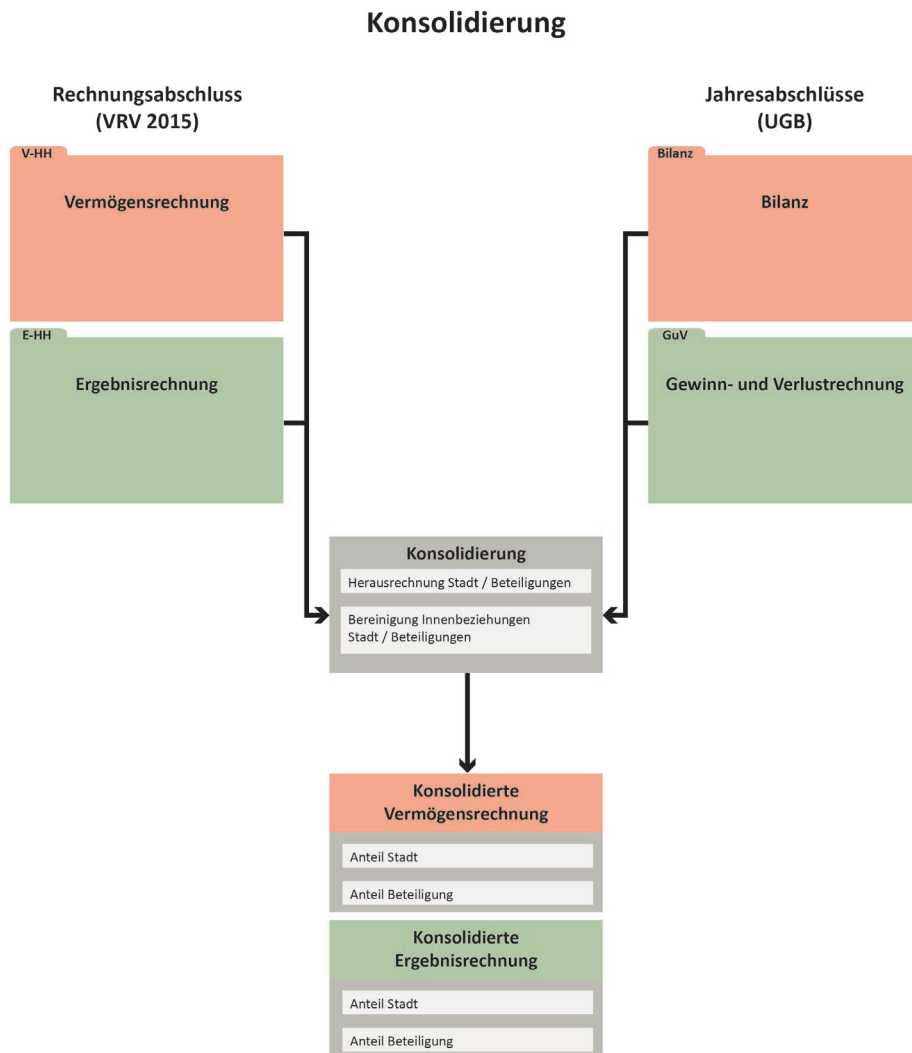 Konsolidierung
Rechnungsabschluss
(VRV 2015)
V-HH
Vermögensrechnung
E-HH
Ergebnisrechnung
Jahresabschlüsse
(UGB)
Bilanz
Bilanz
GuV
Gewinn- und Verlustrechnung
Konsolidierung
Herausrechnung Stadt / Beteiligungen
Bereinigung Innenbeziehungen
Stadt / Beteiligungen
Konsolidierte
Vermögensrechnung
Anteil Stadt
Anteil Beteiligung
Konsolidierte
Ergebnisrechnung
Anteil Stadt
Anteil Beteiligung